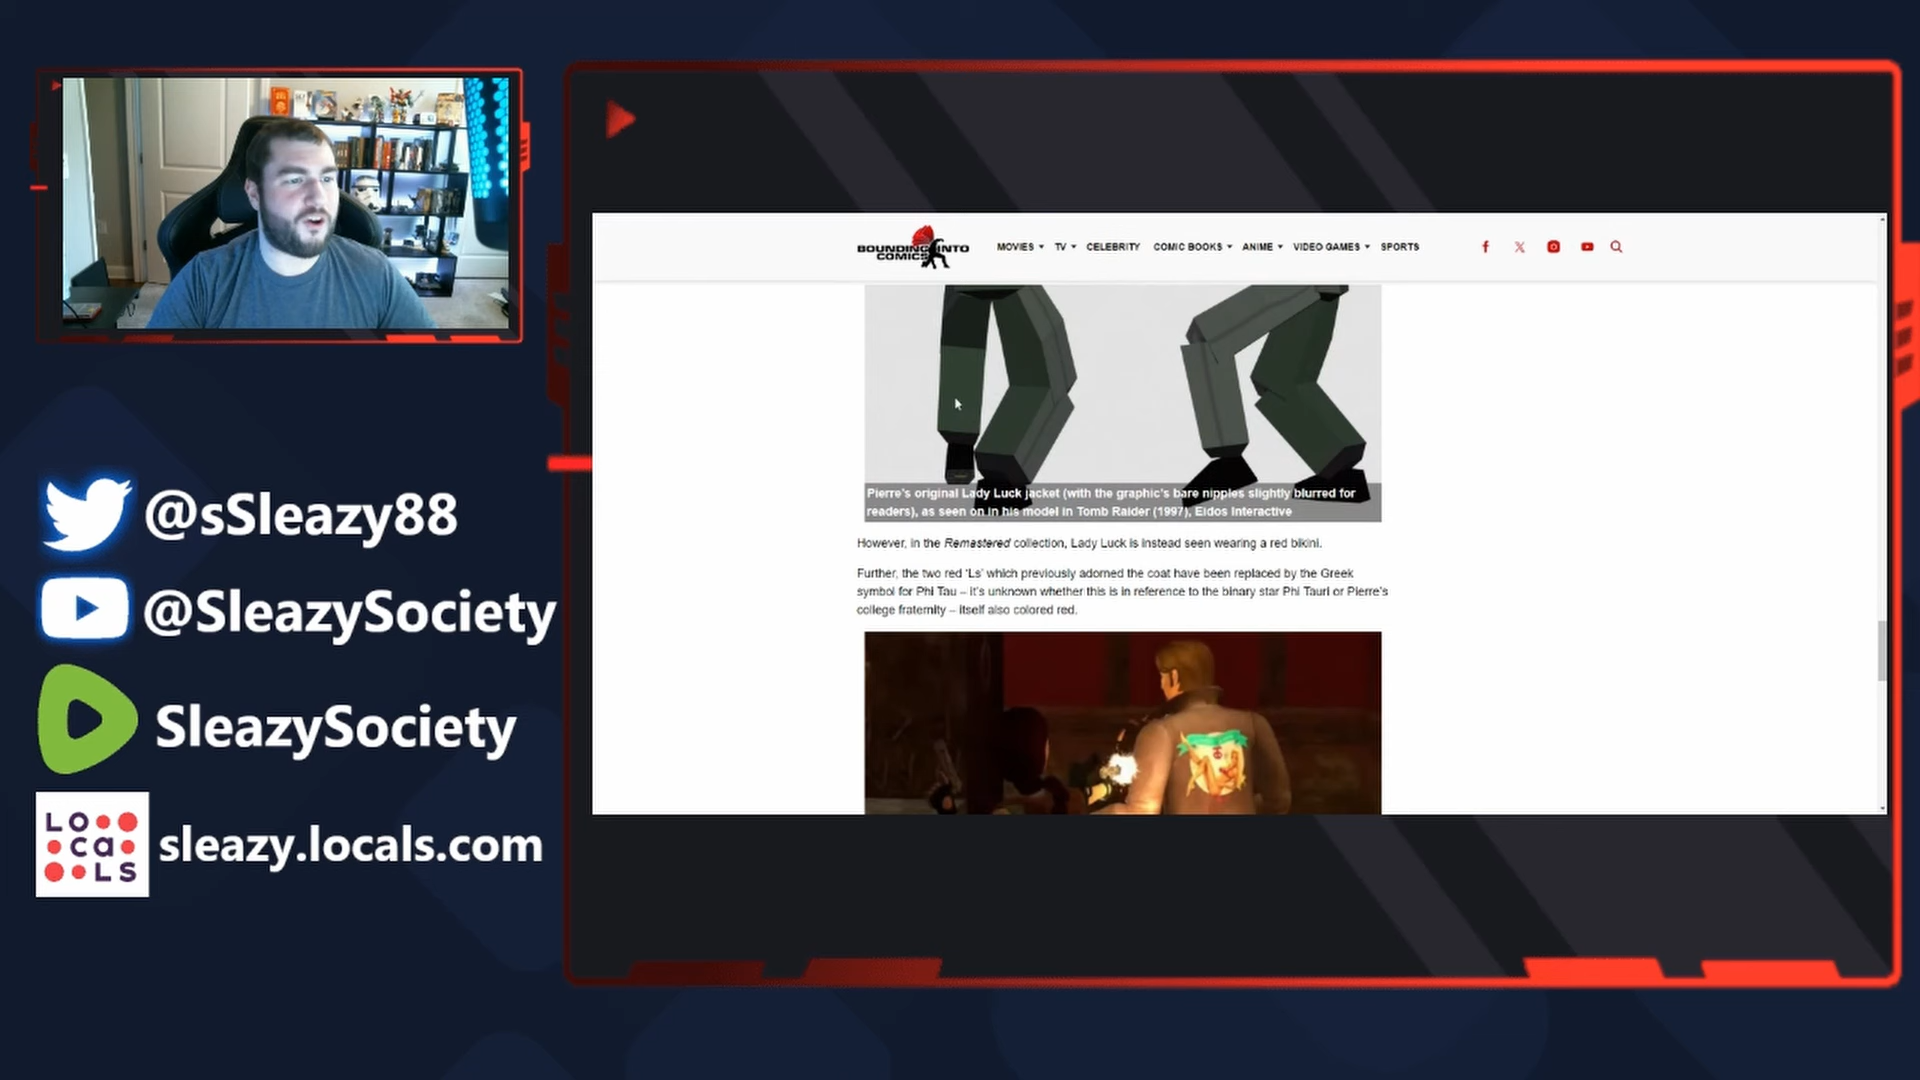 @sSleazy88
@SleazySociety
SleazySociety
LOCALS
sleazy.locals.com
BOUNDING INTO
COMICS
MOVIES TV CELEBRITY COMIC BOOKS ANIME VIDEO GAMES SPORTS
Pierre's original Lady Luck jacket (with the graphic's bare nipples slightly blurred for
readers), as seen on in his model in Tomb Raider (1997), Eidos Interactive
However, in the Remastered collection, Lady Luck is instead seen wearing a red bikini.
Further, the two red 'Ls' which previously adorned the coat have been replaced by the Greek
symbol for Phi Tau – it's unknown whether this is in reference to the binary star Phi Tauri or Pierre's
college fraternity – itself also colored red.